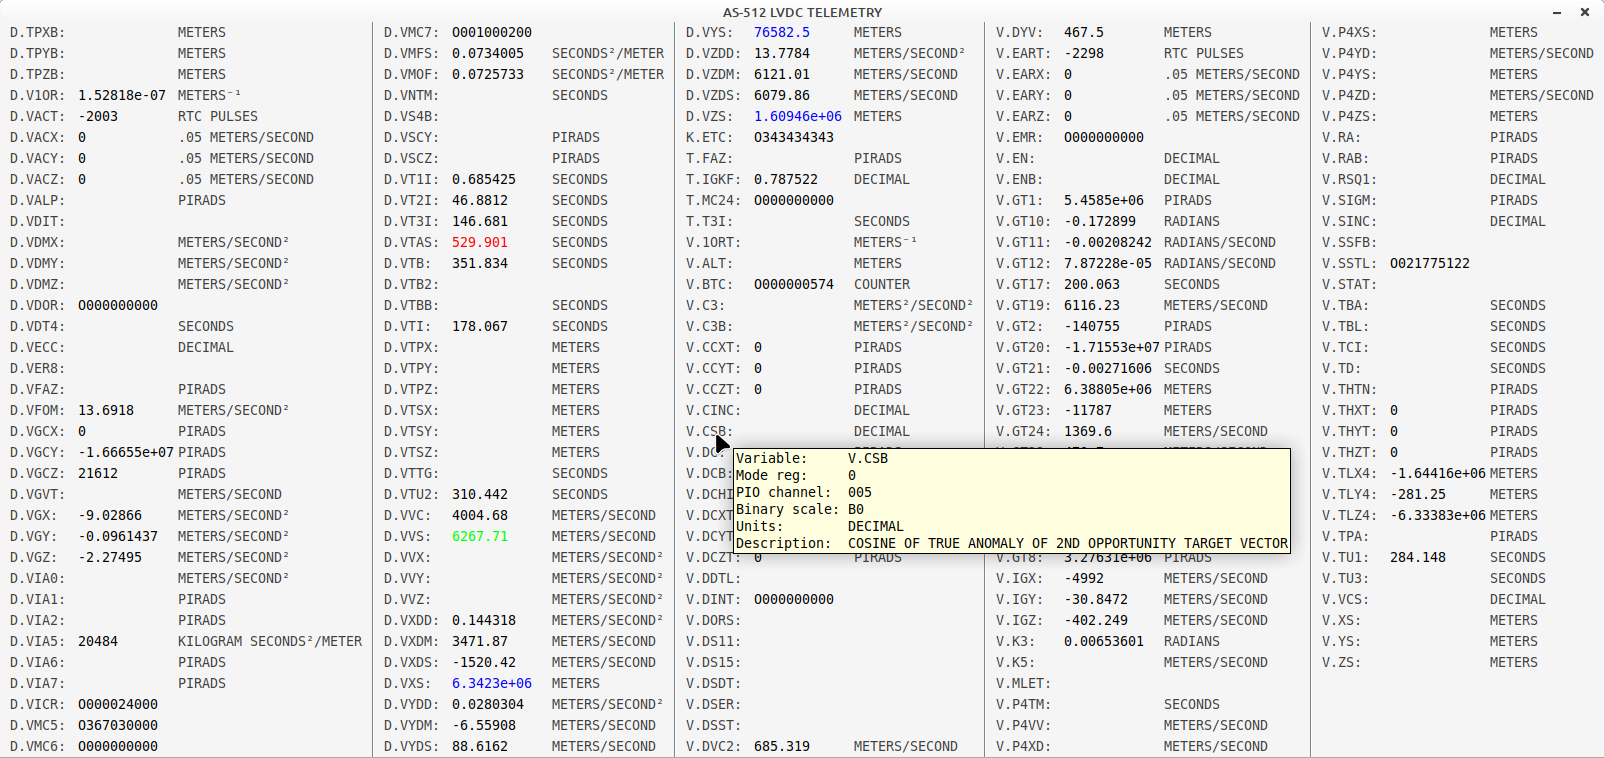 AS-512 LVDC TELEMETRY
D.TPXB: METERS
D.TPYB: METERS
D.TPZB: METERS
D.V1OR: 1.52818e-07 METERS⁻¹
D.VACT: -2003 RTC PULSES
D.VACX: 0 .05 METERS/SECOND
D.VACY: 0 .05 METERS/SECOND
D.VACZ: 0 .05 METERS/SECOND
D.VALP: PIRADS
D.VDIT:
D.VDMX: METERS/SECOND²
D.VDMY: METERS/SECOND²
D.VDMZ: METERS/SECOND²
D.VDOR: O000000000
D.VDT4: SECONDS
D.VECC: DECIMAL
D.VER8:
D.VFAZ: PIRADS
D.VFOM: 13.6918 METERS/SECOND²
D.VGCX: 0 PIRADS
D.VGCY: -1.66655e+07 PIRADS
D.VGCZ: 21612 PIRADS
D.VGVT: METERS/SECOND
D.VGX: -9.02866 METERS/SECOND²
D.VGY: -0.0961437 METERS/SECOND²
D.VGZ: -2.27495 METERS/SECOND²
D.VIA0: METERS/SECOND²
D.VIA1: PIRADS
D.VIA2: PIRADS
D.VIA5: 20484 KILOGRAM SECONDS²/METER
D.VIA6: PIRADS
D.VIA7: PIRADS
D.VICR: O000024000
D.VMC5: O367030000
D.VMC6: O000000000
D.VMC7: O001000200
D.VMFS: 0.0734005 SECONDS²/METER
D.VMOF: 0.0725733 SECONDS²/METER
D.VNTM: SECONDS
D.VS4B:
D.VSCY: PIRADS
D.VSCZ: PIRADS
D.VT1I: 0.685425 SECONDS
D.VT2I: 46.8812 SECONDS
D.VT3I: 146.681 SECONDS
D.VTAS: 529.901 SECONDS
D.VTB: 351.834 SECONDS
D.VTB2:
D.VTBB: SECONDS
D.VTI: 178.067 SECONDS
D.VTPX: METERS
D.VTPY: METERS
D.VTPZ: METERS
D.VTSX: METERS
D.VTSY: METERS
D.VTSZ: METERS
D.VTTG: SECONDS
D.VTU2: 310.442 SECONDS
D.VVC: 4004.68 METERS/SECOND
D.VVS: 6267.71 METERS/SECOND
D.VVX: METERS/SECOND²
D.VVY: METERS/SECOND²
D.VVZ: METERS/SECOND²
D.VXDD: 0.144318 METERS/SECOND²
D.VXDM: 3471.87 METERS/SECOND
D.VXDS: -1520.42 METERS/SECOND
D.VXS: 6.3423e+06 METERS
D.VYDD: 0.0280304 METERS/SECOND²
D.VYDM: -6.55908 METERS/SECOND
D.VYDS: 88.6162 METERS/SECOND
D.VYS: 76582.5 METERS
D.VZDD: 13.7784 METERS/SECOND²
D.VZDM: 6121.01 METERS/SECOND
D.VZDS: 6079.86 METERS/SECOND
D.VZS: 1.60946e+06 METERS
K.ETC: O343434343
T.FAZ: PIRADS
T.IGKF: 0.787522 DECIMAL
T.MC24: O000000000
T.T3I: SECONDS
V.1ORT: METERS⁻¹
V.ALT: METERS
V.BTC: O000000574 COUNTER
V.C3: METERS²/SECOND²
V.C3B: METERS²/SECOND²
V.CCXT: 0 PIRADS
V.CCYT: 0 PIRADS
V.CCZT: 0 PIRADS
V.CINC: DECIMAL
V.CSB: DECIMAL
V.DCB:
V.DCHI
V.DCXT
V.DCYT
V.DCZT: 0 PIRADS
V.DDTL:
V.DINT: O000000000
V.DORS:
V.DS11:
V.DS15:
V.DSDT:
V.DSER:
V.DSST:
V.DVC2: 685.319 METERS/SECOND
Variable: V.CSB
Mode reg: 0
PIO channel: 005
Binary scale: B0
Units: DECIMAL
Description: COSINE OF TRUE ANOMALY OF 2ND OPPORTUNITY TARGET VECTOR
V.DYV: 467.5 METERS
V.EART: -2298 RTC PULSES
V.EARX: 0 .05 METERS/SECOND
V.EARY: 0 .05 METERS/SECOND
V.EARZ: 0 .05 METERS/SECOND
V.EMR: O000000000
V.EN: DECIMAL
V.ENB: DECIMAL
V.GT1: 5.4585e+06 PIRADS
V.GT10: -0.172899 RADIANS
V.GT11: -0.00208242 RADIANS/SECOND
V.GT12: 7.87228e-05 RADIANS/SECOND
V.GT17: 200.063 SECONDS
V.GT19: 6116.23 METERS/SECOND
V.GT2: -140755 PIRADS
V.GT20: -1.71553e+07 PIRADS
V.GT21: -0.00271606 SECONDS
V.GT22: 6.38805e+06 METERS
V.GT23: -11787 METERS
V.GT24: 1369.6 METERS/SECOND
V.GT8: 3.27631e+06 PIRADS
V.IGX: -4992 METERS/SECOND
V.IGY: -30.8472 METERS/SECOND
V.IGZ: -402.249 METERS/SECOND
V.K3: 0.00653601 RADIANS
V.K5: METERS/SECOND
V.MLET:
V.P4TM: SECONDS
V.P4VV: METERS/SECOND
V.P4XD: METERS/SECOND
V.P4XS: METERS
V.P4YD: METERS/SECOND
V.P4YS: METERS
V.P4ZD: METERS/SECOND
V.P4ZS: METERS
V.RA: PIRADS
V.RAB: PIRADS
V.RSQ1: DECIMAL
V.SIGM: PIRADS
V.SINC: DECIMAL
V.SSFB:
V.SSTL: O021775122
V.STAT:
V.TBA: SECONDS
V.TBL: SECONDS
V.TCI: SECONDS
V.TD: SECONDS
V.THTN: PIRADS
V.THXT: 0 PIRADS
V.THYT: 0 PIRADS
V.THZT: 0 PIRADS
V.TLX4: -1.64416e+06 METERS
V.TLY4: -281.25 METERS
V.TLZ4: -6.33383e+06 METERS
V.TPA: PIRADS
V.TU1: 284.148 SECONDS
V.TU3: SECONDS
V.VCS: DECIMAL
V.XS: METERS
V.YS: METERS
V.ZS: METERS